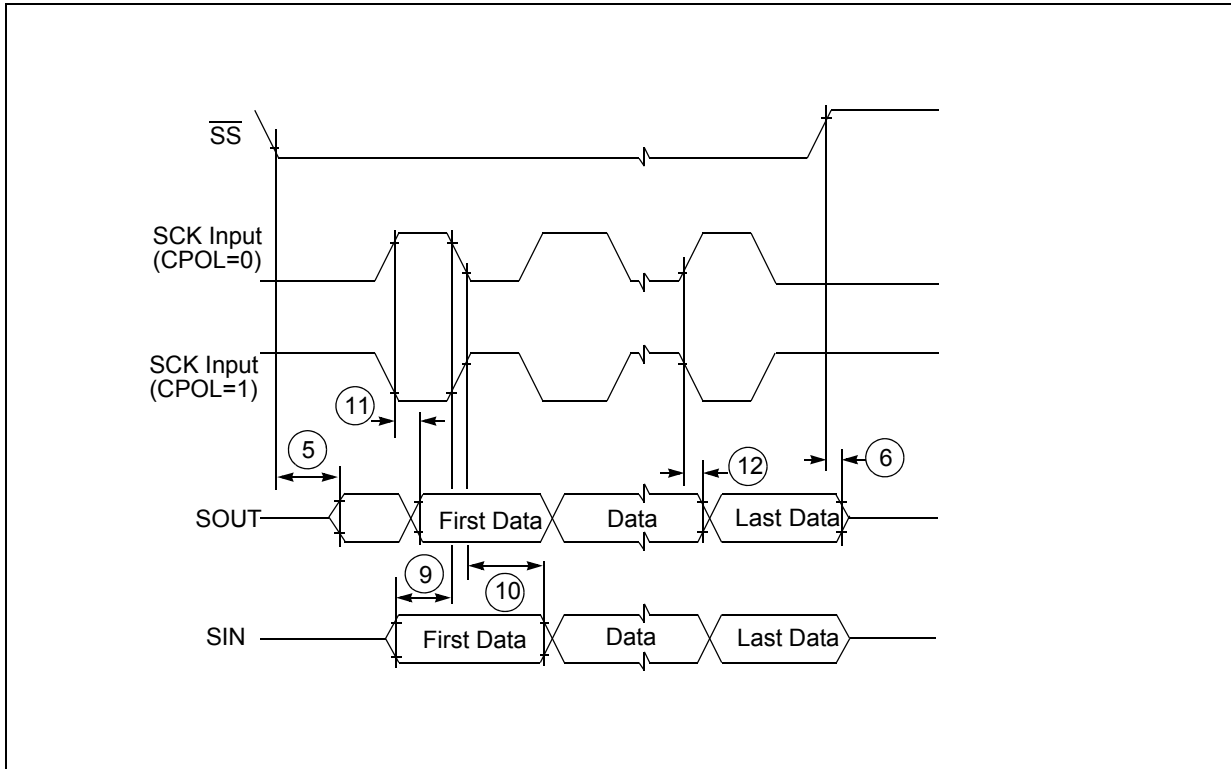 SS
SCK Input
(CPOL=0)
SCK Input
(CPOL=1)
11
5
12
6
SOUT
First Data
Data
Last Data
9
10
SIN
First Data
Data
Last Data